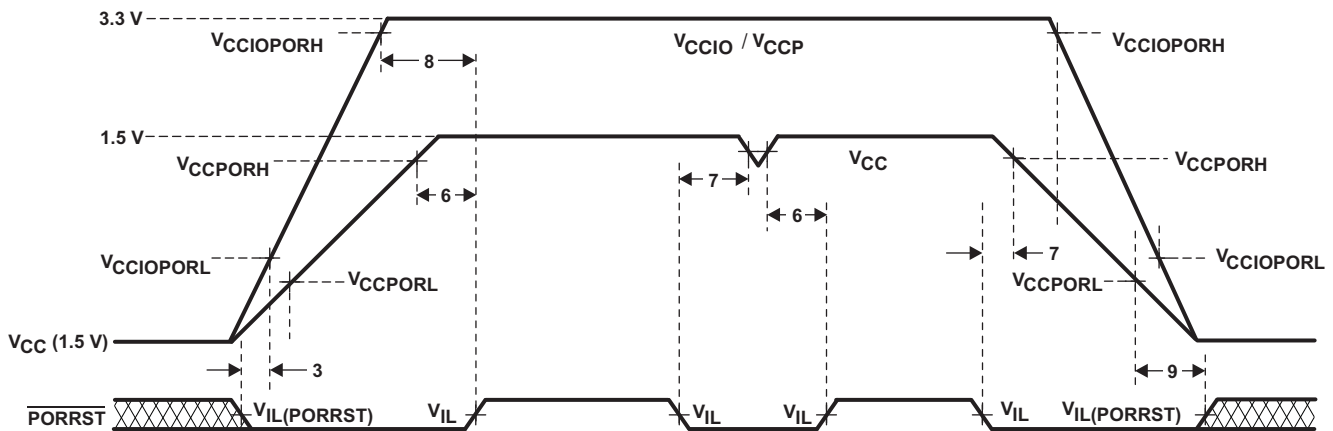 3.3 V
VCCIOPORH
VCCIO / VCCP
VCCIOPORH
8
1.5 V
VCCPORH
VCC
VCCPORH
7
6
6
7
VCCIOPORL
VCCIOPORL
VCCPORL
VCCPORL
VCC (1.5 V)
3
9
PORRST
VIL(PORRST)
VIL
VIL
VIL
VIL
VIL(PORRST)